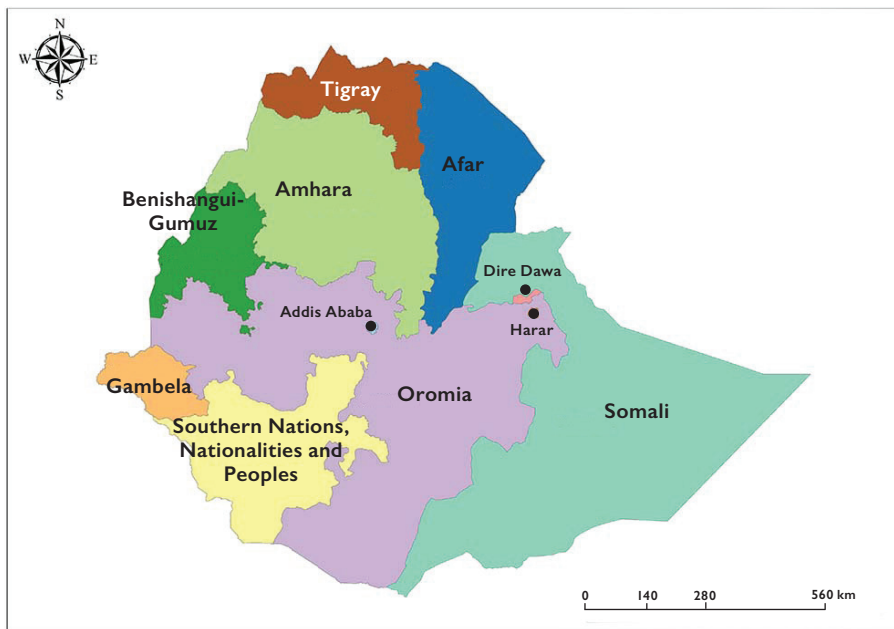 N
W
E
S
Tigray
Afar
Amhara
Benishangui-
Gumuz
Dire Dawa
Addis Ababa
Harar
Gambela
Oromia
Somali
Southern Nations,
Nationalities and
Peoples
0 140 280 560 km